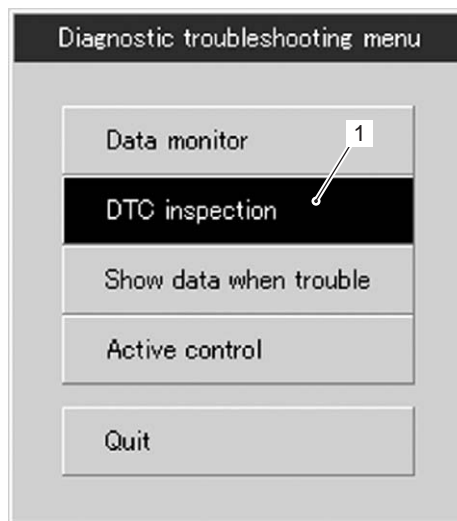 Diagnostic troubleshooting menu
Data monitor
1
DTC inspection
Show data when trouble
Active control
Quit